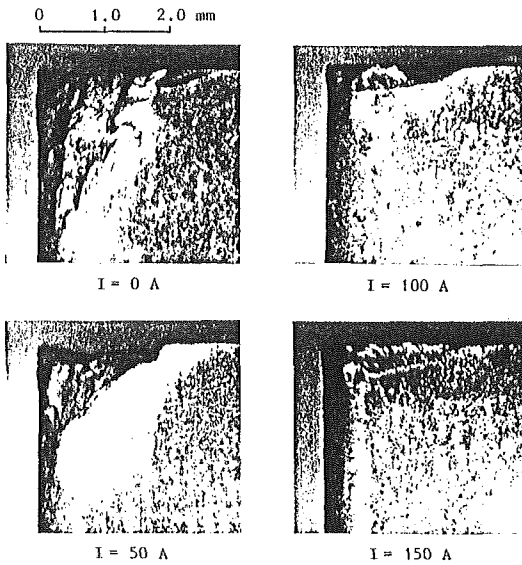 0 1.0 2.0 mm
I = 0 A
I = 100 A
I = 50 A
I = 150 A